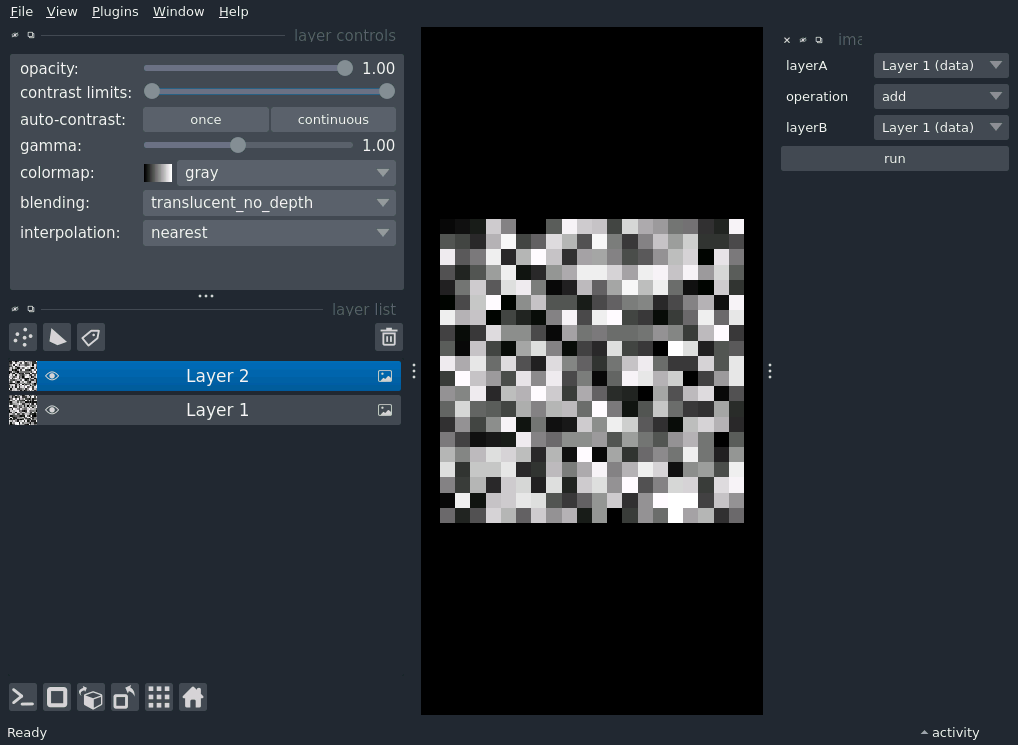 File View Plugins Window Help
layer controls
opacity: 1.00
contrast limits:
auto-contrast: once continuous
gamma: 1.00
colormap: gray
blending: translucent_no_depth
interpolation: nearest
layer list
Layer 2
Layer 1
ima
layerA Layer 1 (data)
operation add
layerB Layer 1 (data)
run
Ready
activity